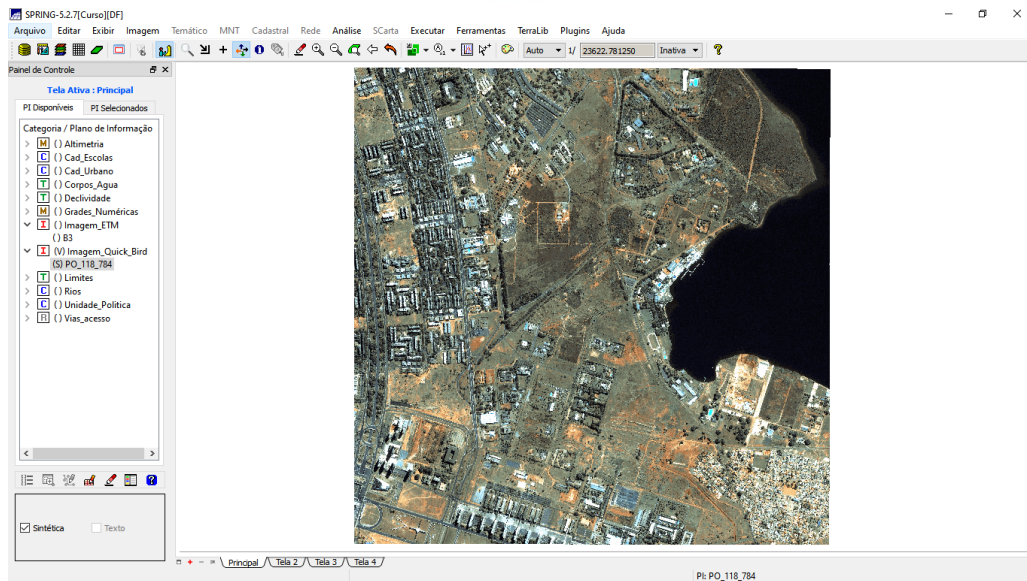 SPRING-5.2.7[Curso][DF]
Arquivo Editar Exibir Imagem Temático MNT Cadastral Rede Análise SCarta Executar Ferramentas TerraLib Plugins Ajuda
Auto 1/ 23622.781250 Inativa
Painel de Controle
Tela Ativa : Principal
PI Disponíveis PI Selecionados
Categoria / Plano de Informação
M ( ) Altimetria
C ( ) Cad_Escolas
C ( ) Cad_Urbano
T ( ) Corpos_Agua
T ( ) Declividade
M ( ) Grades_Numéricas
I ( ) Imagem_ETM
( ) B3
I (V) Imagem_Quick_Bird
(S) PO_118_784
T ( ) Limites
C ( ) Rios
C ( ) Unidade_Politica
R ( ) Vias_acesso
Sintética Texto
Principal Tela 2 Tela 3 Tela 4
PI: PO_118_784